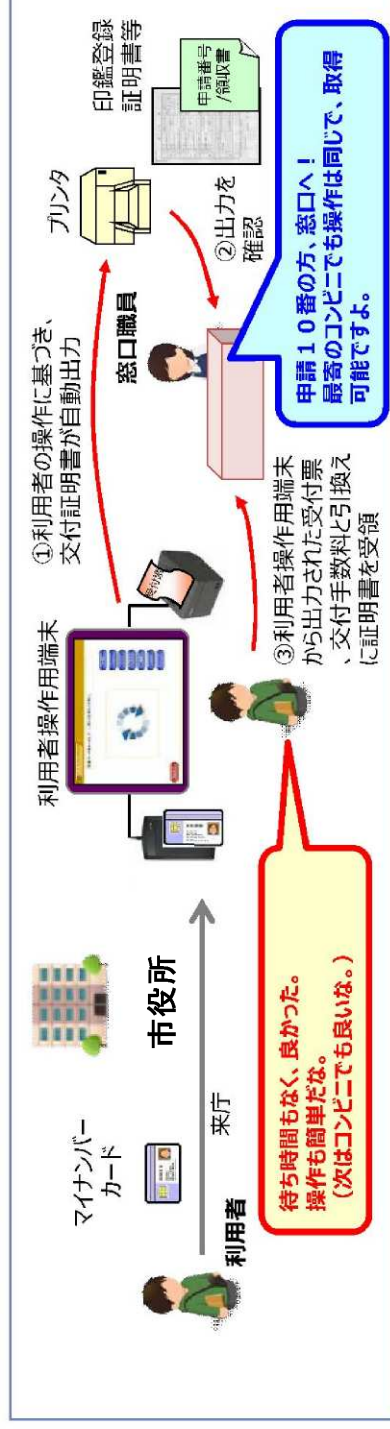 マイナンバー
カード
利用者
来庁
市役所
利用者操作用端末
受付票
①利用者の操作に基づき、
交付証明書が自動出力
プリンタ
印鑑登録
証明書等
申請番号
/領収書
②出力を
確認
窓口職員
③利用者操作用端末
から出力された受付票
、交付手数料と引換え
に証明書を受領
待ち時間もなく、良かった。
操作も簡単だな。
(次はコンビニでも良いな。)
申請10番の方、窓口へ!
最寄のコンビニでも操作は同じで、取得
可能ですよ。